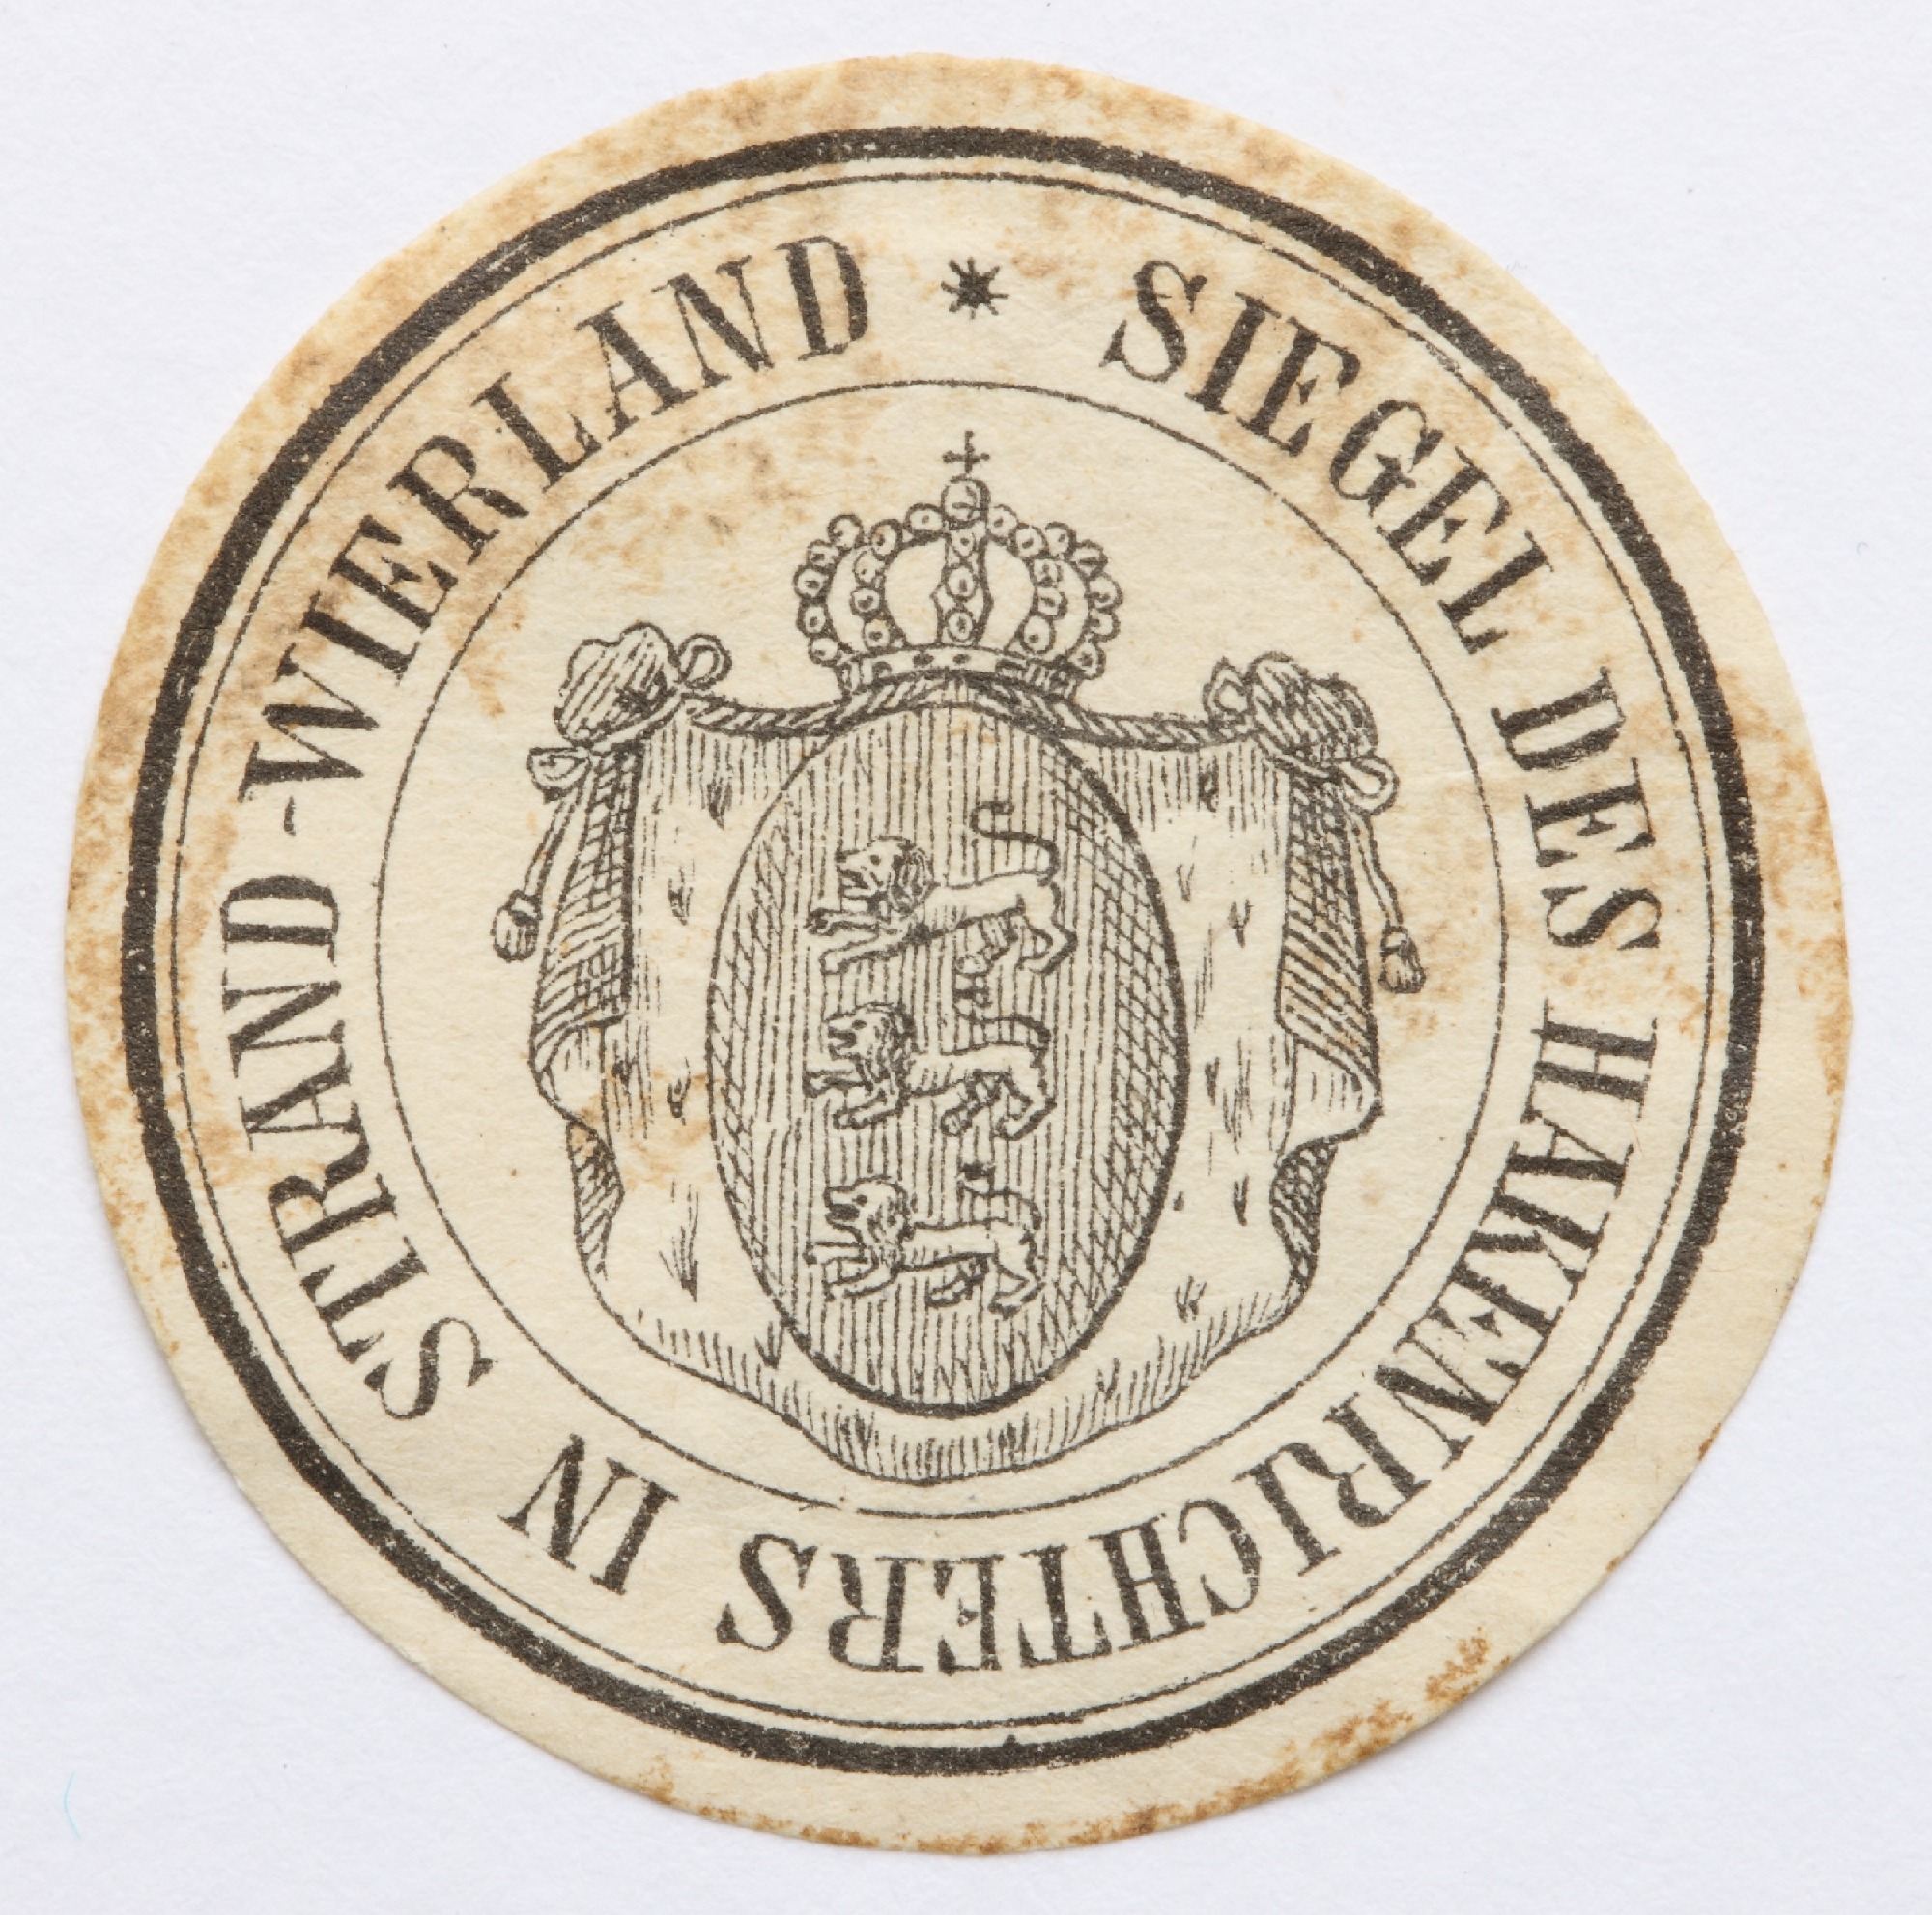 SIEGEL DES HAKENRICHTERS IN STRAND-WIERLAND *